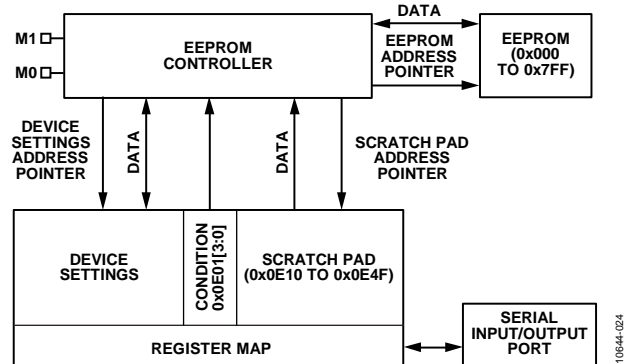 DATA
M1
M0
EEPROM
CONTROLLER
EEPROM
ADDRESS
POINTER
EEPROM
(0x000
TO 0x7FF)
DEVICE
SETTINGS
ADDRESS
POINTER
DATA
DATA
SCRATCH PAD
ADDRESS
POINTER
DEVICE
SETTINGS
CONDITION
0x0E01[3:0]
SCRATCH PAD
(0x0E10 TO 0x0E4F)
REGISTER MAP
SERIAL
INPUT/OUTPUT
PORT
10644-024